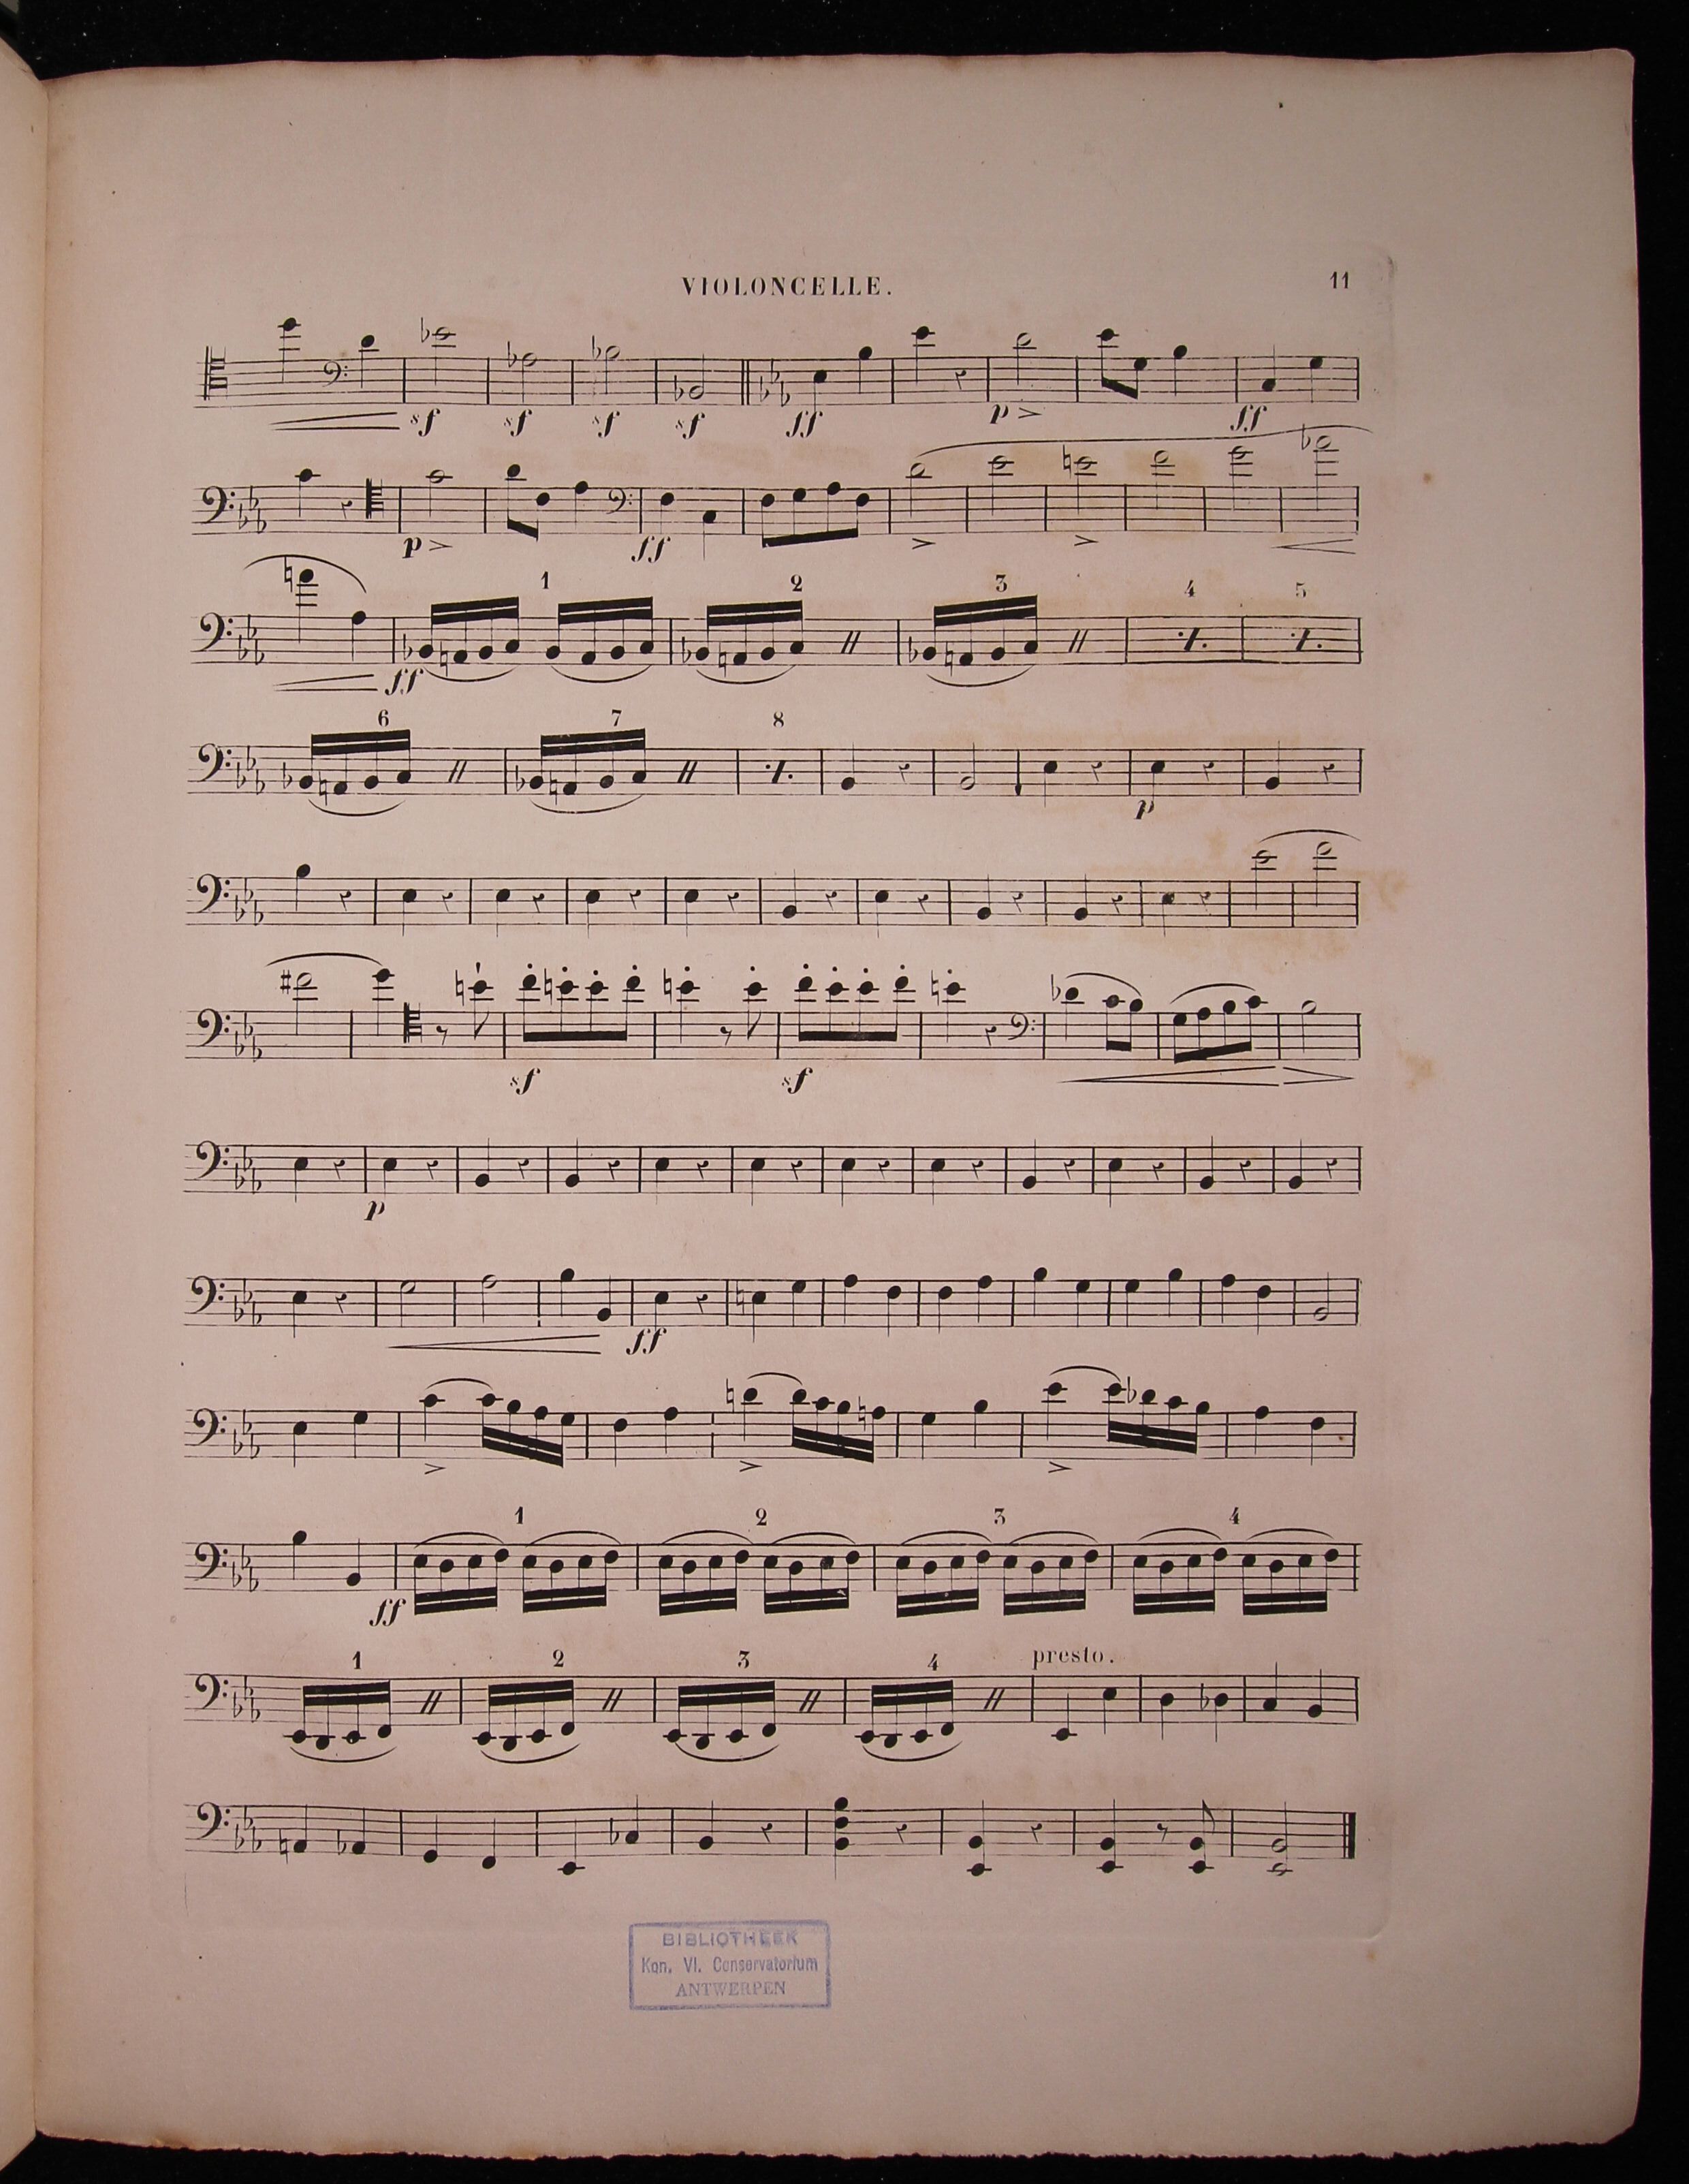 VIOLONCELLE. 11
sf sf sf sf ff p ff
p ff
1 2 3 4 5
ff
6 7 8
p
sf sf
p
ff
1 2 3 4
ff
1 2 3 4 presto.
BIBLIOTHEEK
Kon. Vl. Conservatorium
ANTWERPEN